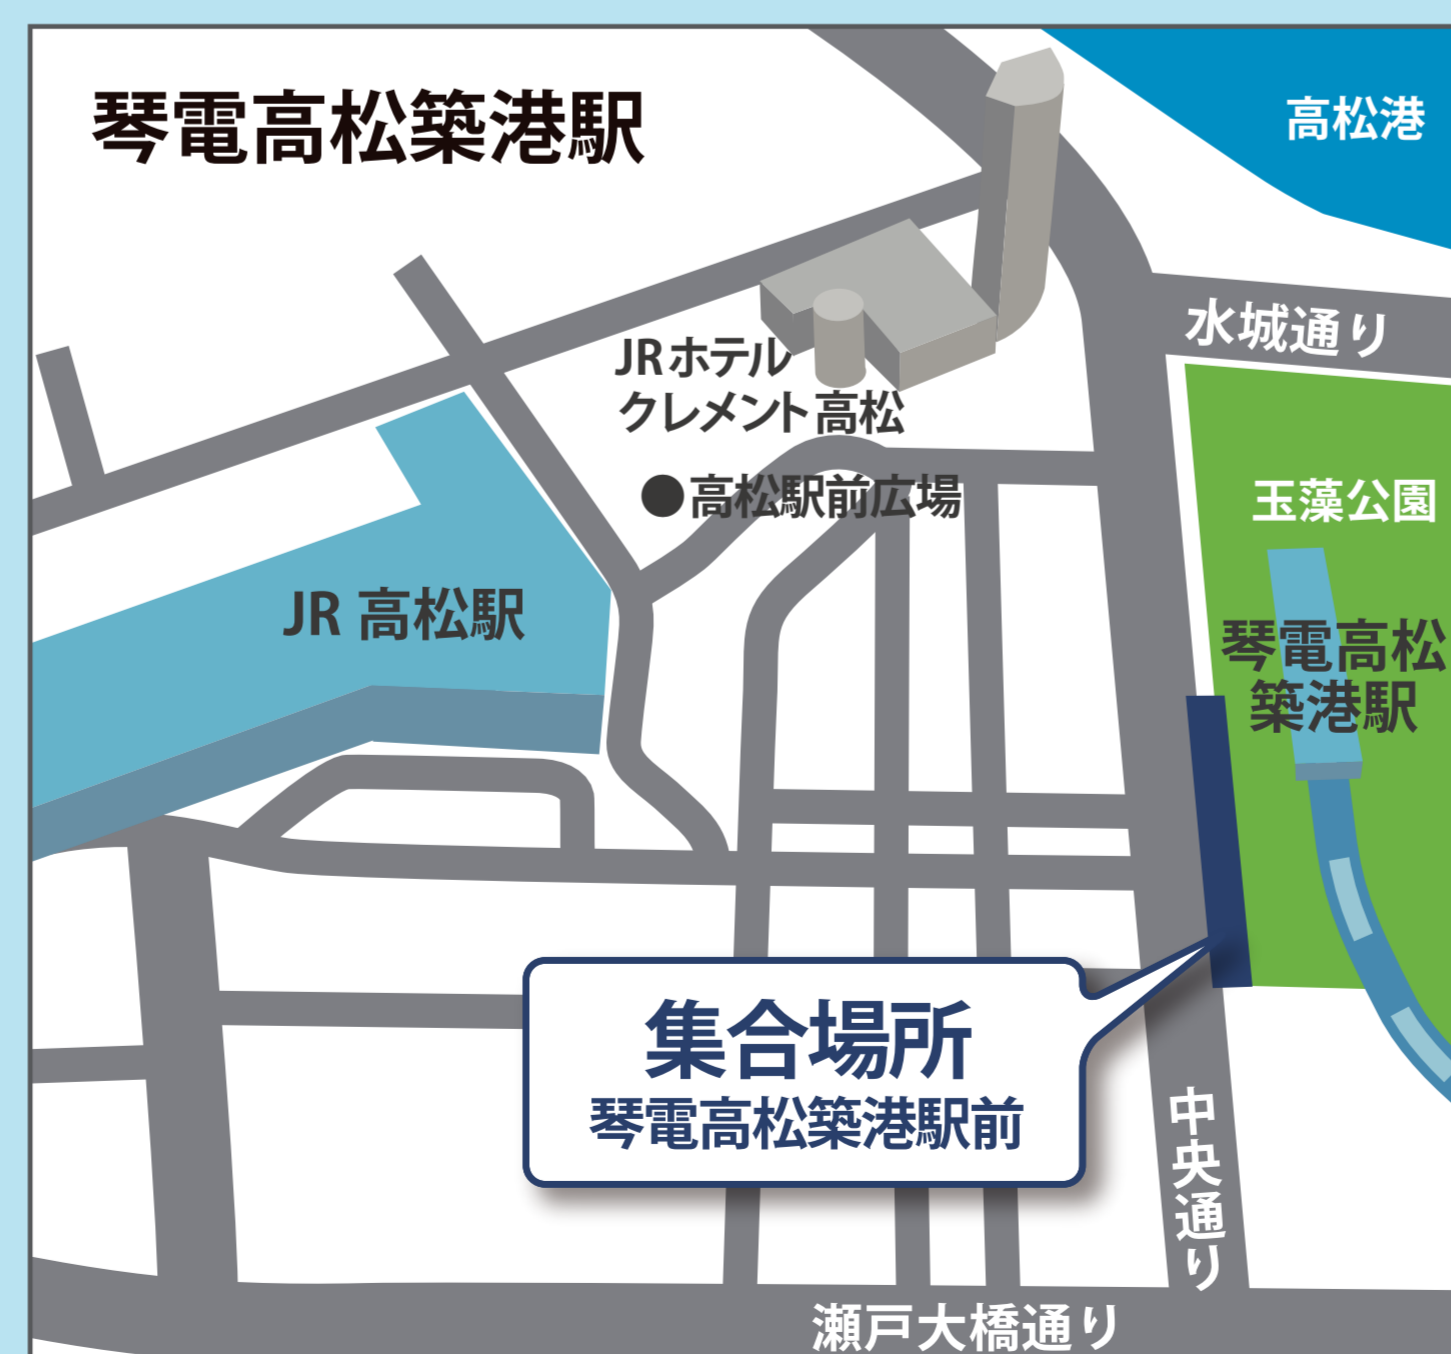 琴電高松築港駅
高松港
水城通り
JRホテル
クレメント高松
●高松駅前広場
玉藻公園
JR 高松駅
琴電高松
築港駅
集合場所
琴電高松築港駅前
中央通り
瀬戸大橋通り